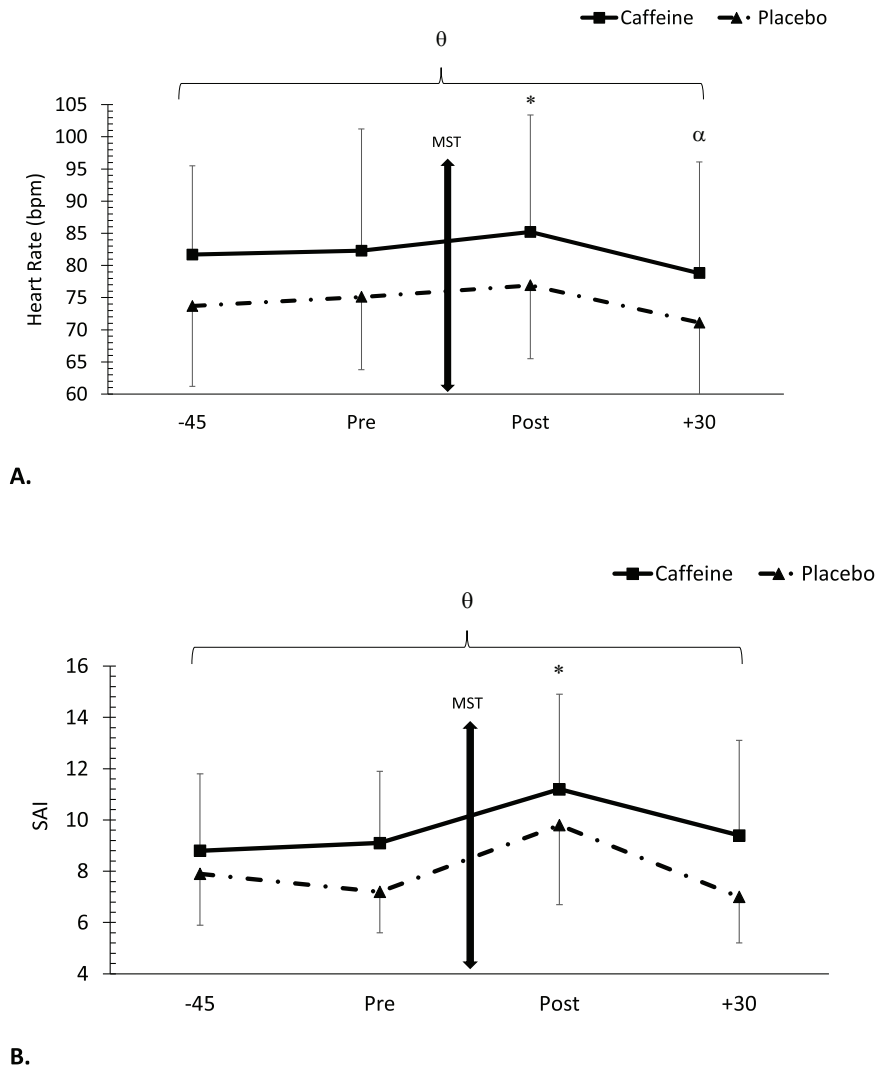 Caffeine Placebo
θ
*
α
MST
105
100
95
90
85
80
75
70
65
60
Heart Rate (bpm)
-45 Pre Post +30
A.
Caffeine Placebo
θ
*
MST
16
14
12
10
8
6
4
SAI
-45 Pre Post +30
B.